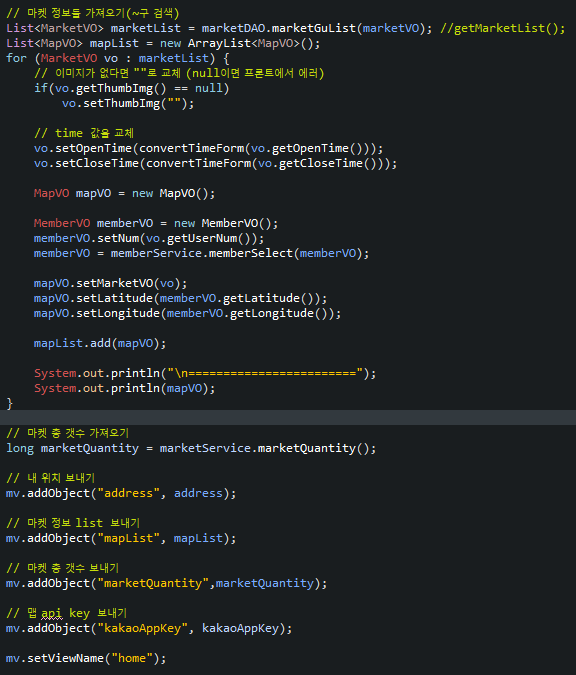 // 마켓 정보들 가져오기(~구 검색)
List<MarketVO> marketList = marketDAO.marketGuList(marketVO); //getMarketList();
List<MapVO> mapList = new ArrayList<MapVO>();
for (MarketVO vo : marketList) {
// 이미지가 없다면 ""로 교체 (null이면 프론트에서 에러)
if(vo.getThumbImg() == null)
vo.setThumbImg("");
// time 값을 교체
vo.setOpenTime(convertTimeForm(vo.getOpenTime()));
vo.setCloseTime(convertTimeForm(vo.getCloseTime()));
MapVO mapVO = new MapVO();
MemberVO memberVO = new MemberVO();
memberVO.setNum(vo.getUserNum());
memberVO = memberService.memberSelect(memberVO);
mapVO.setMarketVO(vo);
mapVO.setLatitude(memberVO.getLatitude());
mapVO.setLongitude(memberVO.getLongitude());
mapList.add(mapVO);
System.out.println("\n========================");
System.out.println(mapVO);
}
// 마켓 총 갯수 가져오기
long marketQuantity = marketService.marketQuantity();
// 내 위치 보내기
mv.addObject("address", address);
// 마켓 정보 list 보내기
mv.addObject("mapList", mapList);
// 마켓 총 갯수 보내기
mv.addObject("marketQuantity",marketQuantity);
// 맵 api key 보내기
mv.addObject("kakaoAppKey", kakaoAppKey);
mv.setViewName("home");